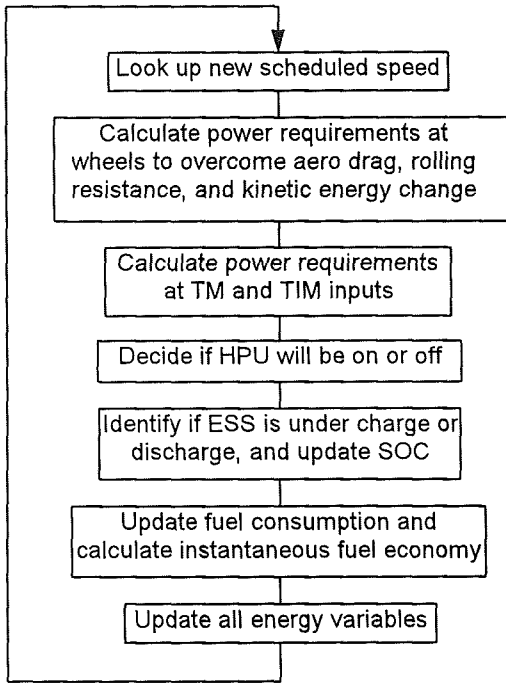 Look up new scheduled speed
Calculate power requirements at
wheels to overcome aero drag, rolling
resistance, and kinetic energy change
Calculate power requirements
at TM and TIM inputs
Decide if HPU will be on or off
Identify if ESS is under charge or
discharge, and update SOC
Update fuel consumption and
calculate instantaneous fuel economy
Update all energy variables